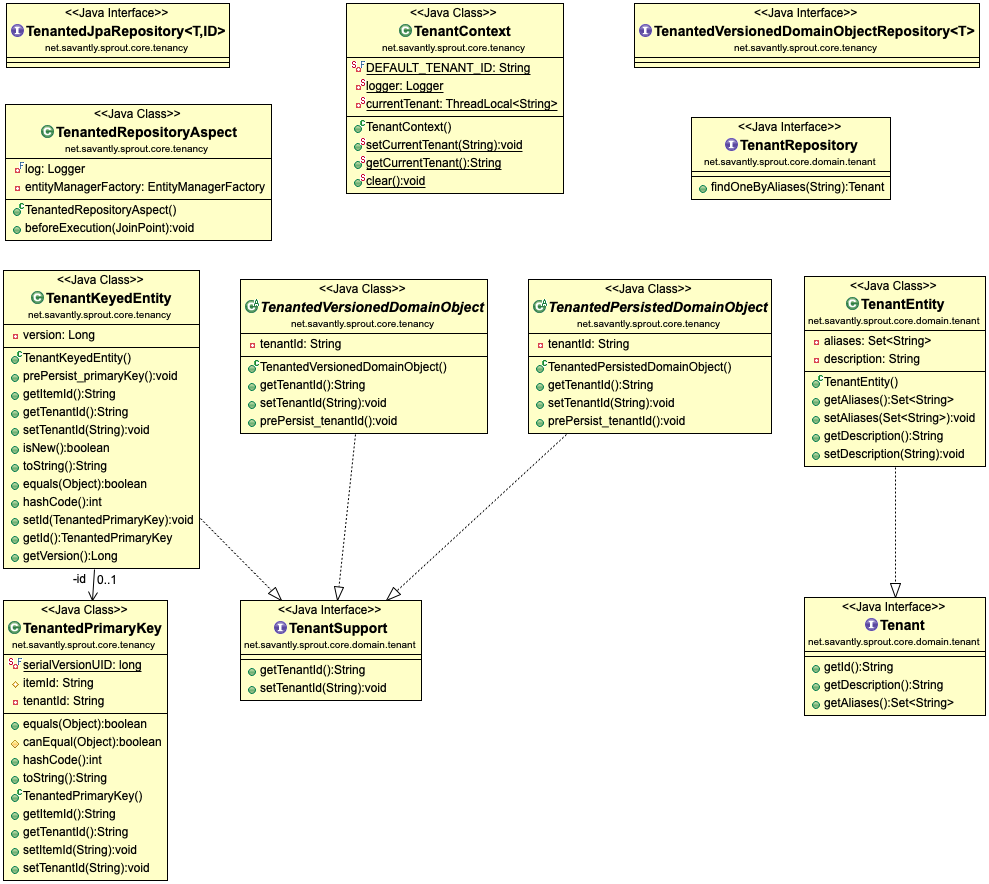 <<Java Interface>>
TenantedJpaRepository<T,ID>
net.savantly.sprout.core.tenancy
<<Java Class>>
TenantContext
net.savantly.sprout.core.tenancy
DEFAULT_TENANT_ID: String
logger: Logger
currentTenant: ThreadLocal<String>
TenantContext()
setCurrentTenant(String):void
getCurrentTenant():String
clear():void
<<Java Interface>>
TenantedVersionedDomainObjectRepository<T>
net.savantly.sprout.core.tenancy
<<Java Class>>
TenantedRepositoryAspect
net.savantly.sprout.core.tenancy
log: Logger
entityManagerFactory: EntityManagerFactory
TenantedRepositoryAspect()
beforeExecution(JoinPoint):void
<<Java Interface>>
TenantRepository
net.savantly.sprout.core.domain.tenant
findOneByAliases(String):Tenant
<<Java Class>>
TenantKeyedEntity
net.savantly.sprout.core.tenancy
version: Long
TenantKeyedEntity()
prePersist_primaryKey():void
getItemId():String
getTenantId():String
setTenantId(String):void
isNew():boolean
toString():String
equals(Object):boolean
hashCode():int
setId(TenantedPrimaryKey):void
getId():TenantedPrimaryKey
getVersion():Long
<<Java Class>>
TenantedVersionedDomainObject
net.savantly.sprout.core.tenancy
tenantId: String
TenantedVersionedDomainObject()
getTenantId():String
setTenantId(String):void
prePersist_tenantId():void
<<Java Class>>
TenantedPersistedDomainObject
net.savantly.sprout.core.tenancy
tenantId: String
TenantedPersistedDomainObject()
getTenantId():String
setTenantId(String):void
prePersist_tenantId():void
<<Java Class>>
TenantEntity
net.savantly.sprout.core.domain.tenant
aliases: Set<String>
description: String
TenantEntity()
getAliases():Set<String>
setAliases(Set<String>):void
getDescription():String
setDescription(String):void
-id
0..1
<<Java Class>>
TenantedPrimaryKey
net.savantly.sprout.core.tenancy
serialVersionUID: long
itemId: String
tenantId: String
equals(Object):boolean
canEqual(Object):boolean
hashCode():int
toString():String
TenantedPrimaryKey()
getItemId():String
getTenantId():String
setItemId(String):void
setTenantId(String):void
<<Java Interface>>
TenantSupport
net.savantly.sprout.core.domain.tenant
getTenantId():String
setTenantId(String):void
<<Java Interface>>
Tenant
net.savantly.sprout.core.domain.tenant
getId():String
getDescription():String
getAliases():Set<String>